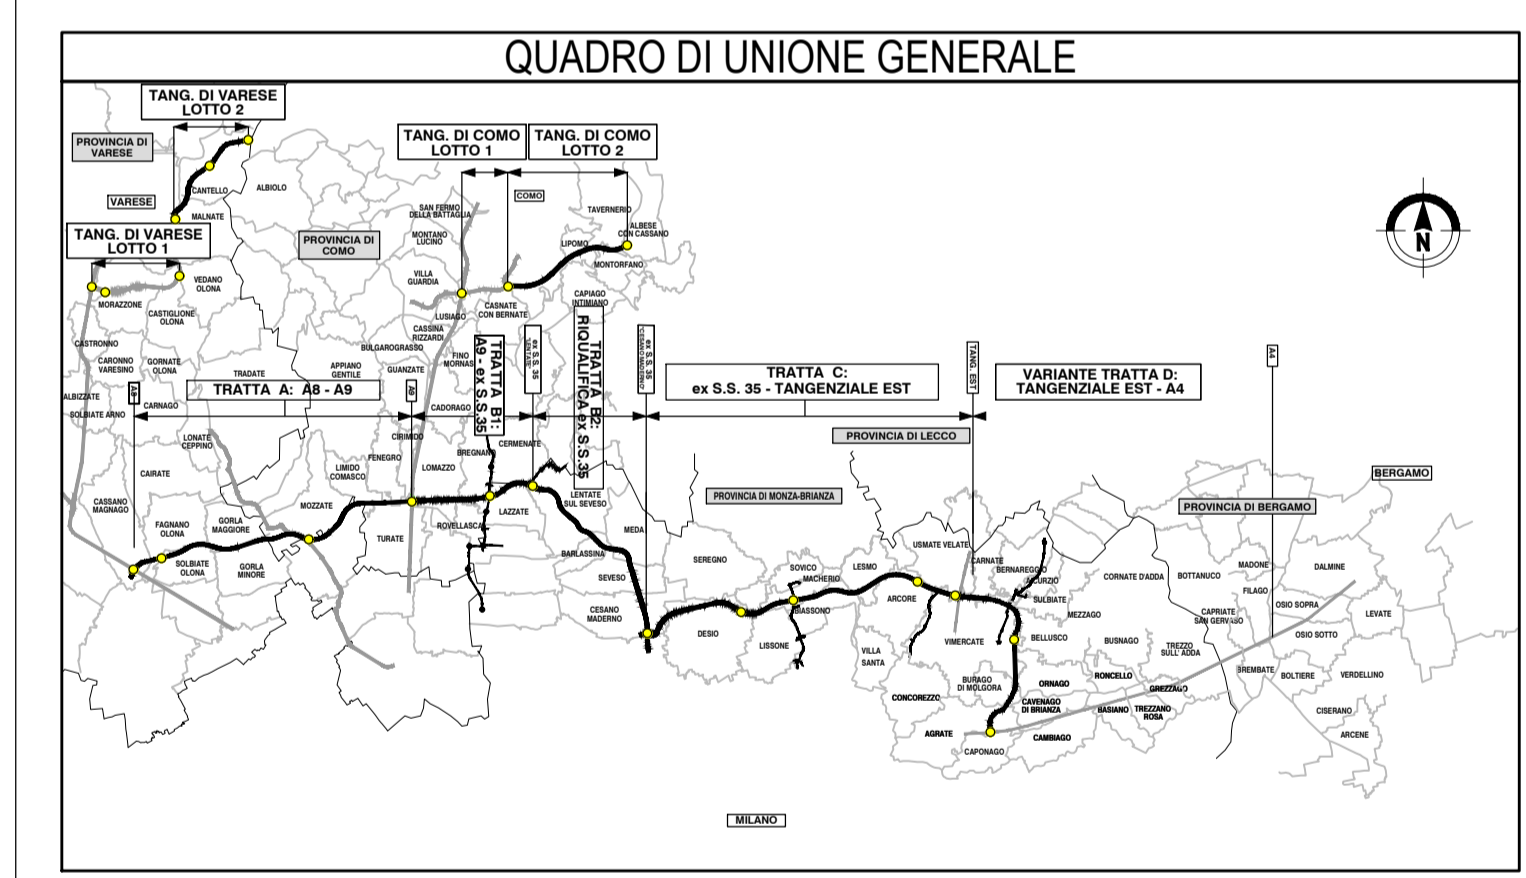 QUADRO DI UNIONE GENERALE
TANG. DI VARESE
LOTTO 2
PROVINCIA DI
VARESE
TANG. DI COMO
LOTTO 1
TANG. DI COMO
LOTTO 2
CANTELLO
ALBIOLO
VARESE
COMO
MALNATE
SAN FERMO
DELLA BATTAGLIA
TAVERNERIO
ALBESE
CON CASSANO
TANG. DI VARESE
LOTTO 1
PROVINCIA DI
COMO
MONTANO
LUCINO
LIPOMO
MONTORFANO
N
VEDANO
OLONA
VILLA
GUARDIA
MORAZZONE
CASTIGLIONE
OLONA
LUSIAGO
CASNATE
CON BERNATE
CAPIAGO
INTIMIANO
CASSINA
RIZZARDI
CASTRONNO
BULGAROGRASSO
CARONNO
VARESINO
GORNATE
OLONA
TRADATE
APPIANO
GENTILE
GUANZATE
FINO
MORNAS
TRATTA B1:
A9 - ex S.S.35
ex S.S. 35
"LENTATE"
TRATTA B2:
RIQUALIFICA ex S.S.35
ex S.S. 35
"CESANO MADERNO"
TRATTA C:
ex S.S. 35 - TANGENZIALE EST
TANG. EST
VARIANTE TRATTA D:
TANGENZIALE EST - A4
A4
A8
TRATTA A: A8 - A9
A9
ALBIZZATE
SOLBIATE ARNO
CARNAGO
CADORAGO
LONATE
CEPPINO
CIRIMIDO
CERMENATE
PROVINCIA DI LECCO
FENEGRO
BREGNANO
CAIRATE
LIMIDO
COMASCO
LOMAZZO
BERGAMO
CASSANO
MAGNAGO
MOZZATE
LENTATE
SUL SEVESO
PROVINCIA DI MONZA-BRIANZA
PROVINCIA DI BERGAMO
FAGNANO
OLONA
GORLA
MAGGIORE
TURATE
ROVELLASCA
LAZZATE
MEDA
SOLBIATE
OLONA
GORLA
MINORE
BARLASSINA
SEVESO
SEREGNO
SOVICO
MACHERIO
LESMO
USMATE VELATE
CARNATE
BERNAREGGIO
AICURZIO
CORNATE D'ADDA
BOTTANUCO
MADONE
DALMINE
FILAGO
CESANO
MADERNO
BIASSONO
ARCORE
SULBIATE
MEZZAGO
CAPRIATE
SAN GERVASO
OSIO SOPRA
LEVATE
DESIO
LISSONE
VIMERCATE
BELLUSCO
BUSNAGO
TREZZO
SULL' ADDA
OSIO SOTTO
VILLA
SANTA
BURAGO
DI MOLGORA
ORNAGO
RONCELLO
GREZZAGO
BREMBATE
BOLTIERE
VERDELLINO
CONCOREZZO
CAVENAGO
DI BRIANZA
BASIANO
TREZZANO
ROSA
CISERANO
AGRATE
CAMBIAGO
ARCENE
CAPONAGO
MILANO